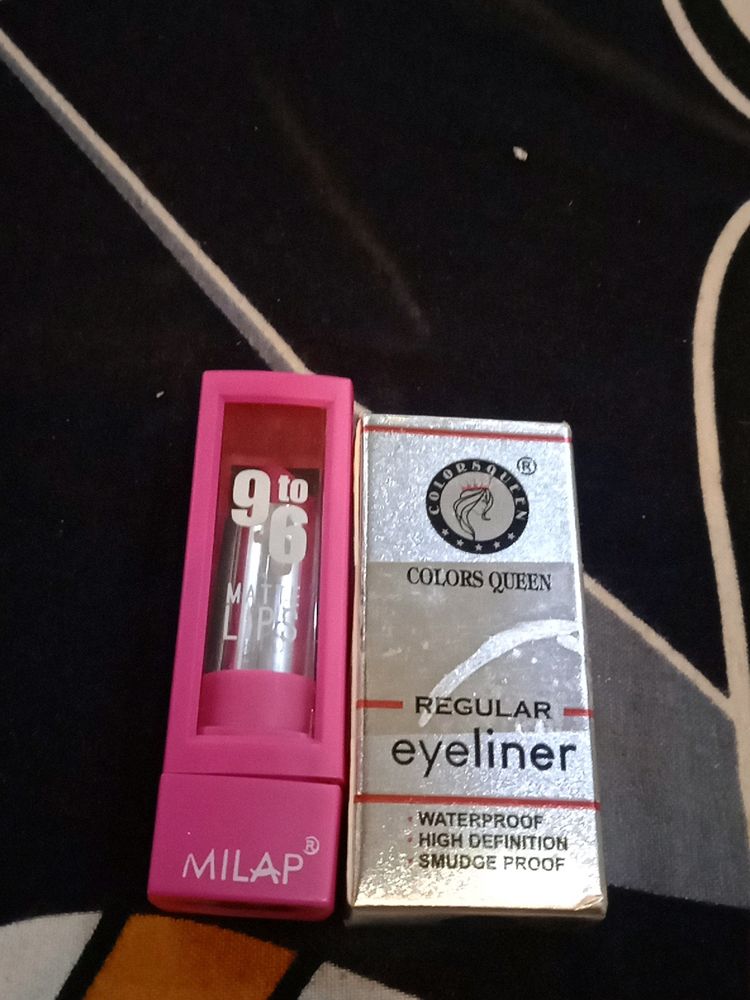 9 to
6
MATTE
LIPS
MILAP®
COLORSQUEEN
®
COLORS QUEEN
REGULAR
eyeliner
• WATERPROOF
• HIGH DEFINITION
• SMUDGE PROOF